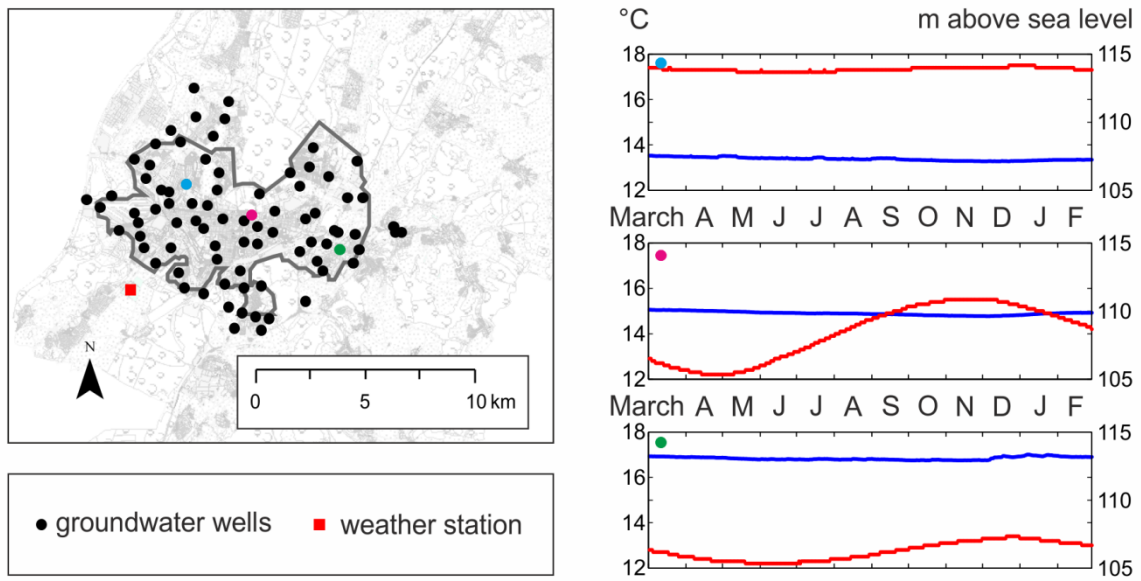 °C m above sea level
18 115
16 110
14
12 105
March A M J J A S O N D J F
18 115
16
110
14
12 105
March A M J J A S O N D J F
18 115
16 110
14
12 105
March A M J J A S O N D J F
N
0 5 10 km
groundwater wells weather station